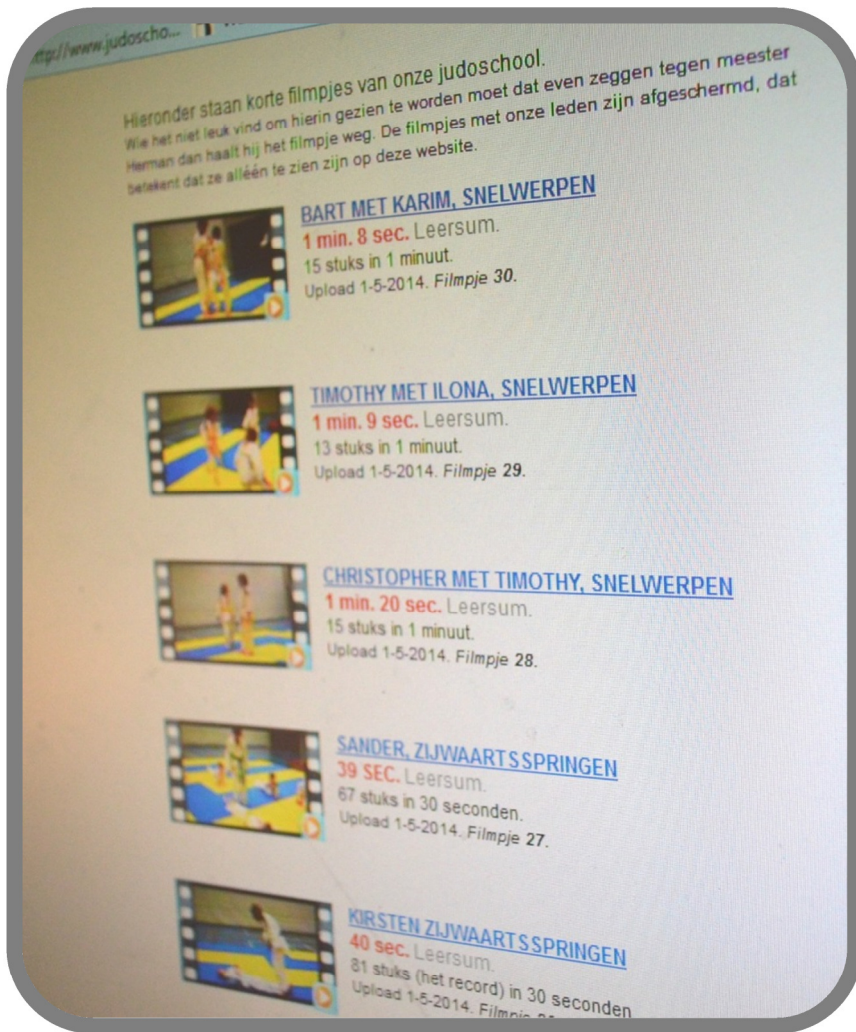 http://www.judoscho...
Hieronder staan korte filmpjes van onze judoschool.
Wie het niet leuk vind om hierin gezien te worden moet dat even zeggen tegen meester
Herman dan haalt hij het filmpje weg. De filmpjes met onze leden zijn afgeschermd, dat
betekent dat ze alléén te zien zijn op deze website.
BART MET KARIM, SNELWERPEN
1 min. 8 sec. Leersum.
15 stuks in 1 minuut.
Upload 1-5-2014. Filmpje 30.
TIMOTHY MET ILONA, SNELWERPEN
1 min. 9 sec. Leersum.
13 stuks in 1 minuut.
Upload 1-5-2014. Filmpje 29.
CHRISTOPHER MET TIMOTHY, SNELWERPEN
1 min. 20 sec. Leersum.
15 stuks in 1 minuut.
Upload 1-5-2014. Filmpje 28.
SANDER, ZIJWAARTSSPRINGEN
39 SEC. Leersum.
67 stuks in 30 seconden.
Upload 1-5-2014. Filmpje 27.
KIRSTEN ZIJWAARTSSPRINGEN
40 sec. Leersum.
81 stuks (het record) in 30 seconden
Upload 1-5-2014. Filmpje